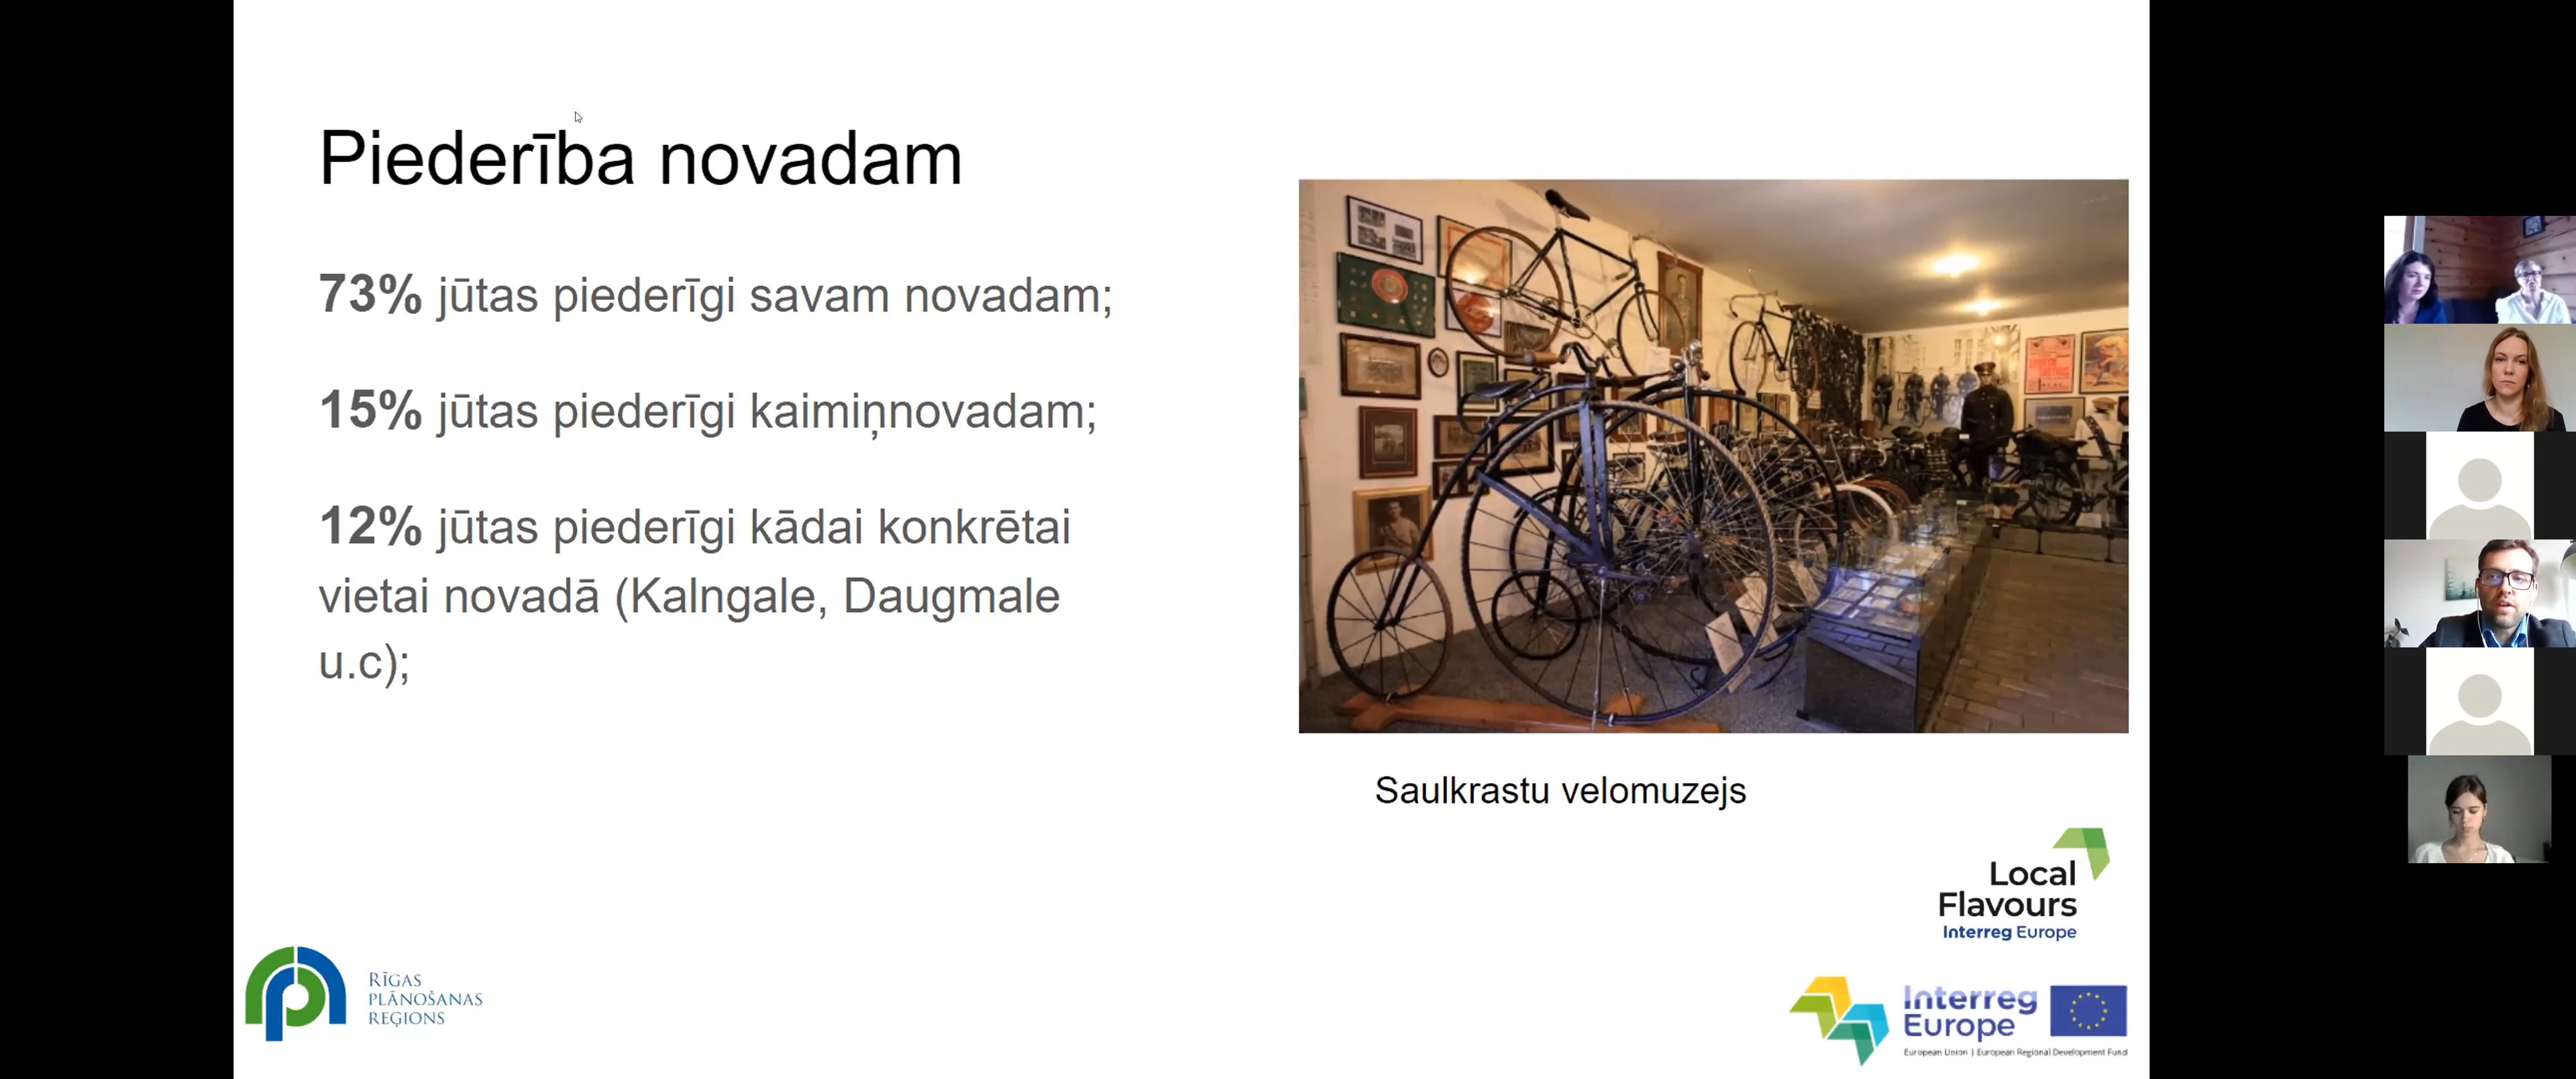 Piederība novadam
73% jūtas piederīgi savam novadam;
15% jūtas piederīgi kaimiņnovadam;
12% jūtas piederīgi kādai konkrētai
vietai novadā (Kalngale, Daugmale
u.c);
Saulkrastu velomuzejs
Local
Flavours
Interreg Europe
RĪGAS
PLĀNOŠANAS
REĢIONS
Interreg
Europe
European Union | European Regional Development Fund